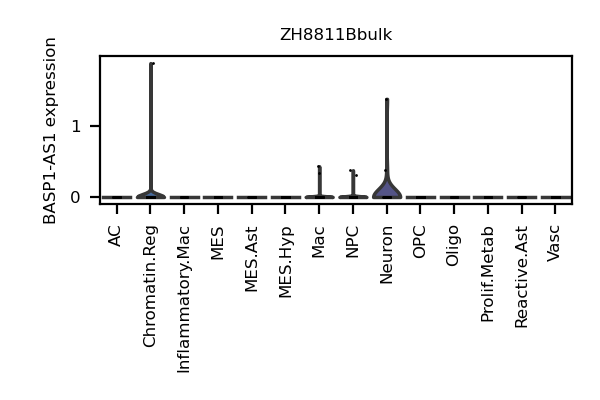 ZH8811Bbulk
BASP1-AS1 expression
1
0
AC
Chromatin.Reg
Inflammatory.Mac
MES
MES.Ast
MES.Hyp
Mac
NPC
Neuron
OPC
Oligo
Prolif.Metab
Reactive.Ast
Vasc